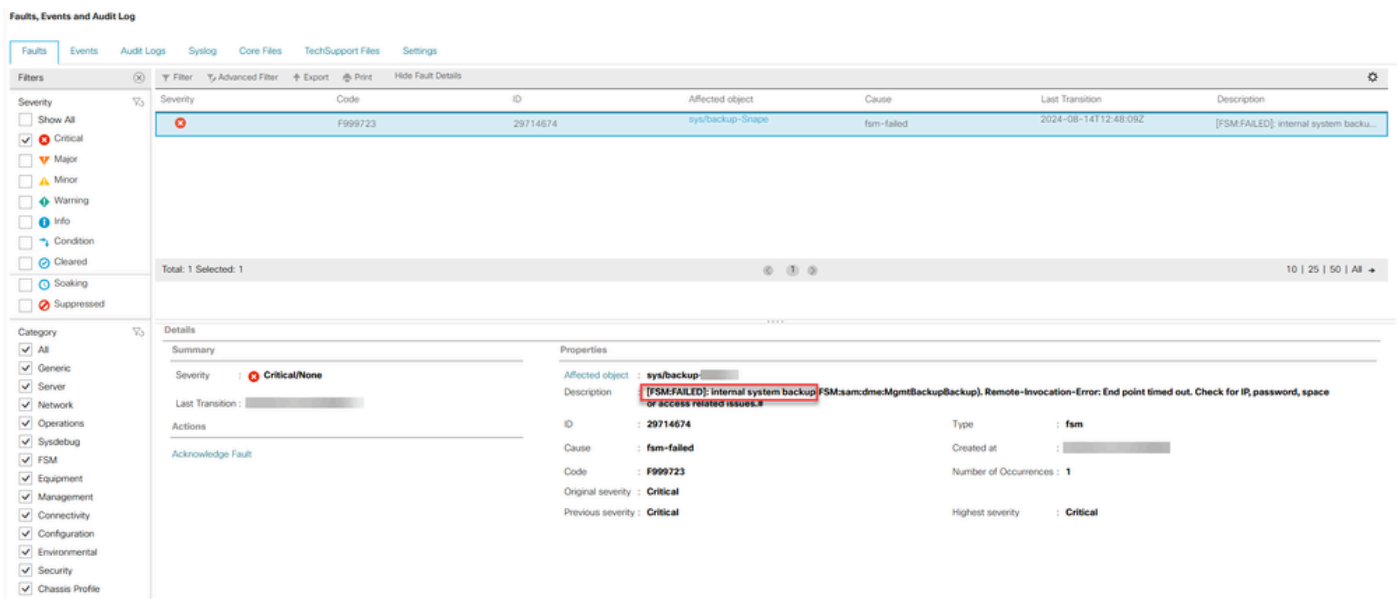 Faults, Events and Audit Log
Faults Events Audit Logs Syslog Core Files TechSupport Files Settings
Filters
Filter Advanced Filter Export Print Hide Fault Details
Severity
Show All
Critical
Major
Minor
Warning
Info
Condition
Cleared
Soaking
Suppressed
Severity Code ID Affected object Cause Last Transition Description
F999723 29714674 sys/backup-Snape fsm-failed 2024-08-14T12:48:09Z [FSM:FAILED]: internal system backu...
Total: 1 Selected: 1 1 10 | 25 | 50 | All
Category
All
Generic
Server
Network
Operations
Sysdebug
FSM
Equipment
Management
Connectivity
Configuration
Environmental
Security
Chassis Profile
Details
Summary
Severity : Critical/None
Last Transition :
Actions
Acknowledge Fault
Properties
Affected object : sys/backup-
Description : [FSM:FAILED]: internal system backup FSM:sam:dme:MgmtBackupBackup). Remote-Invocation-Error: End point timed out. Check for IP, password, space
or access related issues.#
ID : 29714674 Type : fsm
Cause : fsm-failed Created at :
Code : F999723 Number of Occurrences : 1
Original severity : Critical
Previous severity : Critical Highest severity : Critical